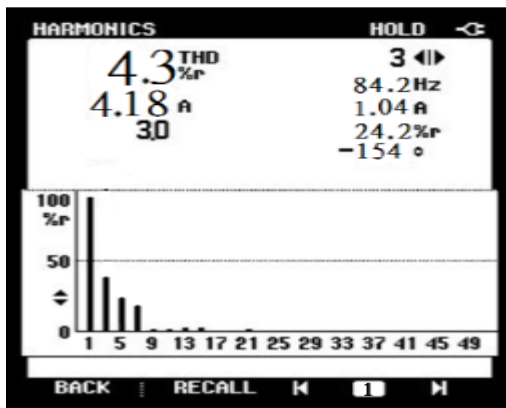 HARMONICS HOLD
4.3 THD %r
4.18 A
3.0
3
84.2Hz
1.04 A
24.2%r
-154 °
100
%r
50
0
1 5 9 13 17 21 25 29 33 37 41 45 49
BACK RECALL 1